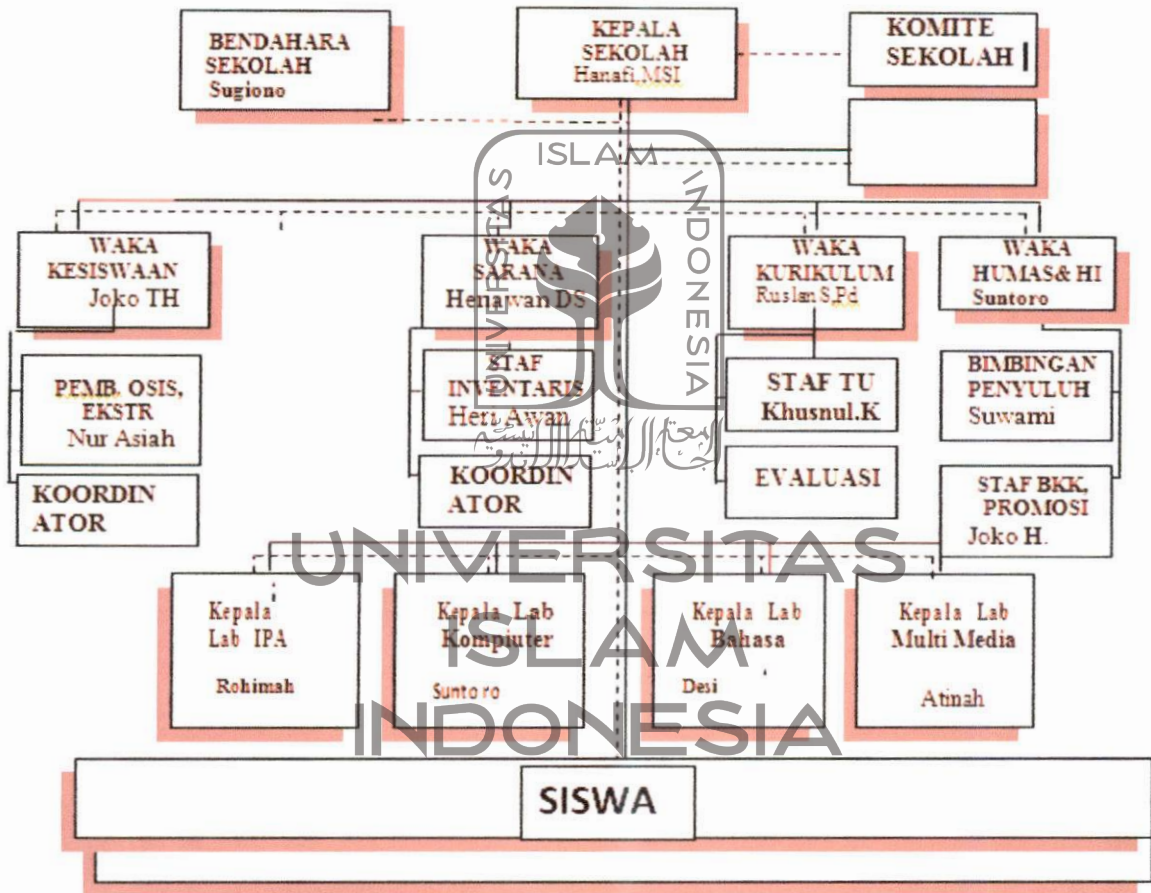 BENDAHARA
SEKOLAH
Sugiono
KEPALA
SEKOLAH
Hanafi,MSI
KOMITE
SEKOLAH
WAKA
KESISWAAN
Joko TH
WAKA
SARANA
Henawan DS
WAKA
KURIKULUM
Ruslan S,Pd
WAKA
HUMAS& HI
Suntoro
PEMB. OSIS,
EKSTR
Nur Asiah
STAF
INVENTARIS
Heri Awan
STAF TU
Khusnul.K
BIMBINGAN
PENYULUH
Suwarni
KOORDIN
ATOR
KOORDIN
ATOR
EVALUASI
STAF BKK,
PROMOSI
Joko H.
Kepala
Lab IPA
Rohimah
Kepala Lab
Kompiuter
Suntoro
Kepala Lab
Bahasa
Desi
Kepala Lab
Multi Media
Atinah
SISWA
UNIVERSITAS
ISLAM
INDONESIA
UNIVERSITAS
ISLAM
INDONESIA